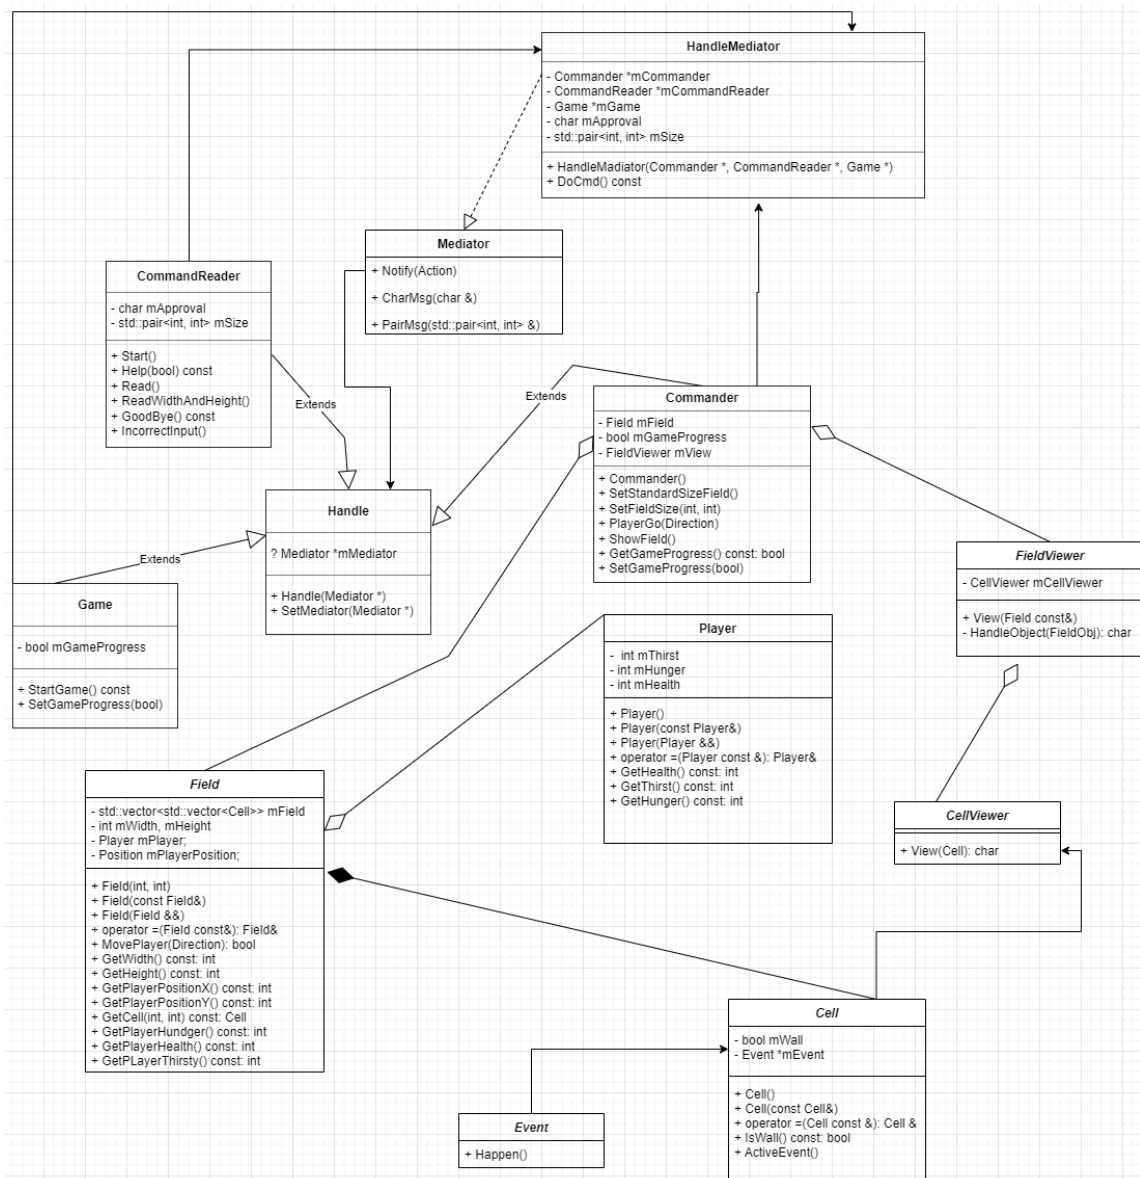 HandleMediator
- Commander *mCommander
- CommandReader *mCommandReader
- Game *mGame
- char mApproval
- std::pair<int, int> mSize
+ HandleMadiator(Commander *, CommandReader *, Game *)
+ DoCmd() const
Mediator
+ Notify(Action)
+ CharMsg(char &)
+ PairMsg(std::pair<int, int> &)
CommandReader
- char mApproval
- std::pair<int, int> mSize
+ Start()
+ Help(bool) const
+ Read()
+ ReadWidthAndHeight()
+ GoodBye() const
+ IncorrectInput()
Extends
Extends
Commander
- Field mField
- bool mGameProgress
- FieldViewer mView
+ Commander()
+ SetStandardSizeField()
+ SetFieldSize(int, int)
+ PlayerGo(Direction)
+ ShowField()
+ GetGameProgress() const: bool
+ SetGameProgress(bool)
Handle
? Mediator *mMediator
+ Handle(Mediator *)
+ SetMediator(Mediator *)
Extends
Game
- bool mGameProgress
+ StartGame() const
+ SetGameProgress(bool)
FieldViewer
- CellViewer mCellViewer
+ View(Field const&)
- HandleObject(FieldObj): char
Player
- int mThirst
- int mHunger
- int mHealth
+ Player()
+ Player(const Player&)
+ Player(Player &&)
+ operator =(Player const &): Player&
+ GetHealth() const: int
+ GetThirst() const: int
+ GetHunger() const: int
Field
- std::vector<std::vector<Cell>> mField
- int mWidth, mHeight
- Player mPlayer;
- Position mPlayerPosition;
+ Field(int, int)
+ Field(const Field&)
+ Field(Field &&)
+ operator =(Field const&): Field&
+ MovePlayer(Direction): bool
+ GetWidth() const: int
+ GetHeight() const: int
+ GetPlayerPositionX() const: int
+ GetPlayerPositionY() const: int
+ GetCell(int, int) const: Cell
+ GetPlayerHundger() const: int
+ GetPlayerHealth() const: int
+ GetPLayerThirsty() const: int
CellViewer
+ View(Cell): char
Cell
- bool mWall
- Event *mEvent
+ Cell()
+ Cell(const Cell&)
+ operator =(Cell const &): Cell &
+ IsWall() const: bool
+ ActiveEvent()
Event
+ Happen()